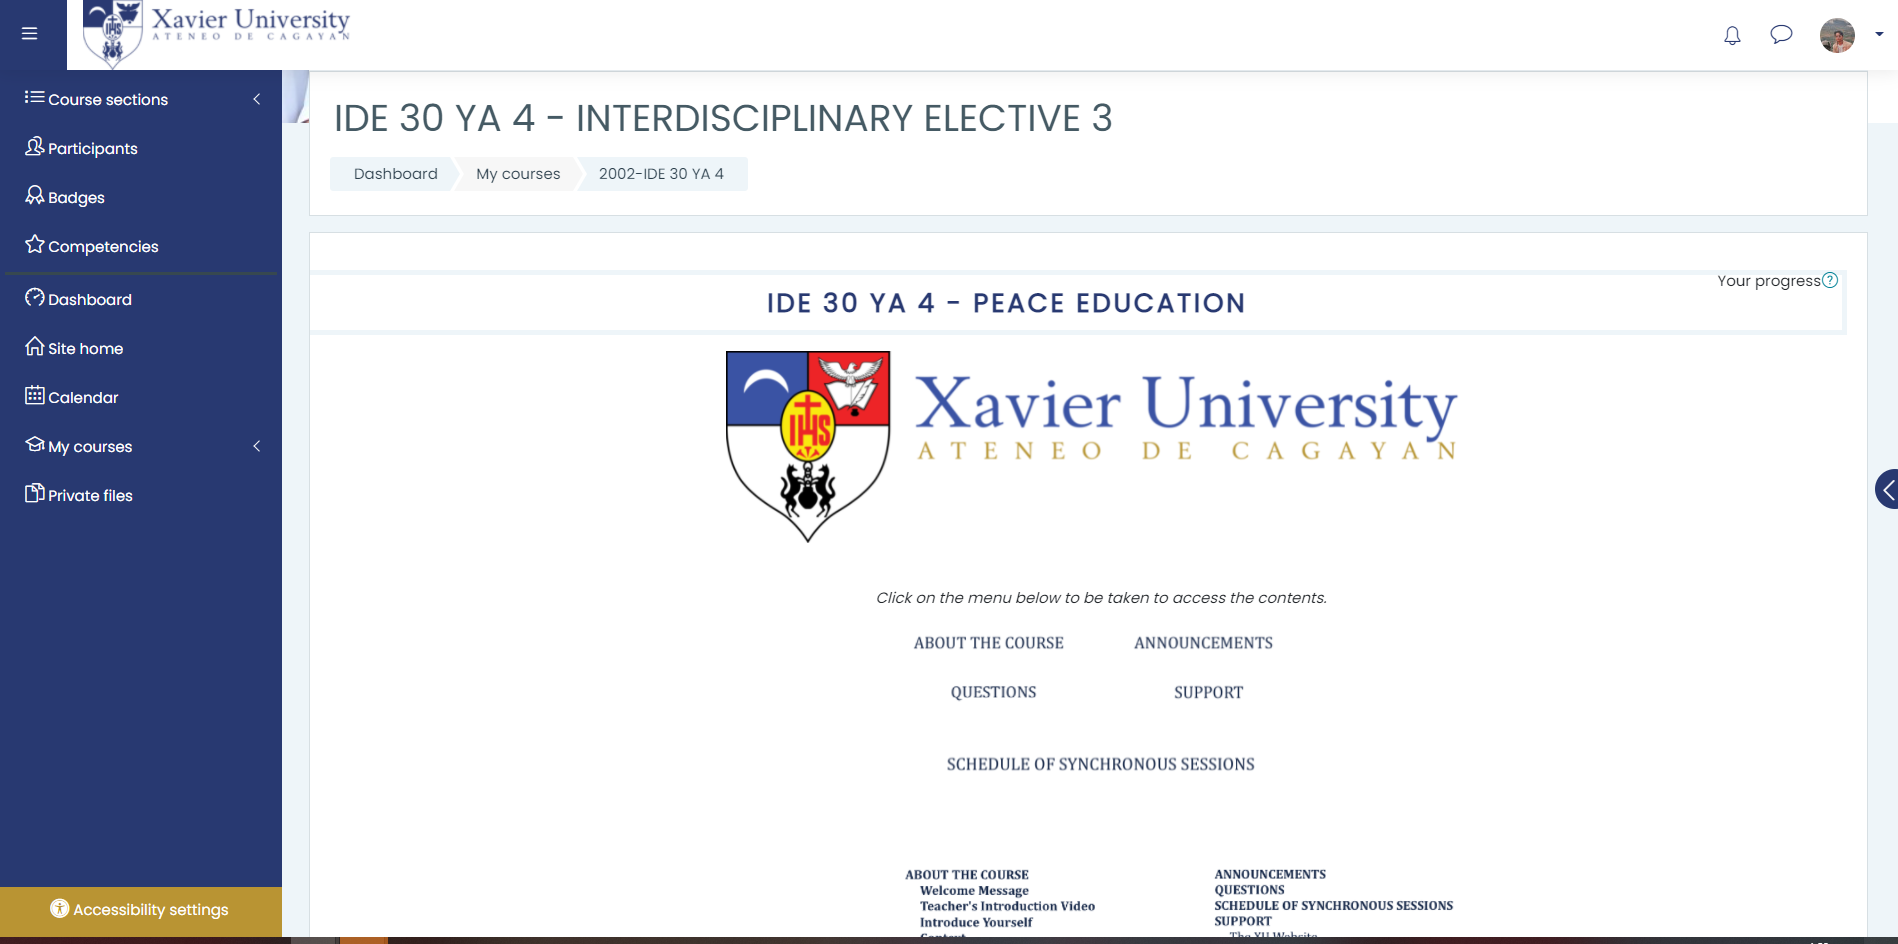 Xavier University
ATENEO DE CAGAYAN
Course sections
Participants
Badges
Competencies
Dashboard
Site home
Calendar
My courses
Private files
Accessibility settings
IDE 30 YA 4 - INTERDISCIPLINARY ELECTIVE 3
Dashboard My courses 2002-IDE 30 YA 4
Your progress
IDE 30 YA 4 - PEACE EDUCATION
IHS
Xavier University
ATENEO DE CAGAYAN
Click on the menu below to be taken to access the contents.
ABOUT THE COURSE ANNOUNCEMENTS
QUESTIONS SUPPORT
SCHEDULE OF SYNCHRONOUS SESSIONS
ABOUT THE COURSE
Welcome Message
Teacher's Introduction Video
Introduce Yourself
ANNOUNCEMENTS
QUESTIONS
SCHEDULE OF SYNCHRONOUS SESSIONS
SUPPORT
The XU Website